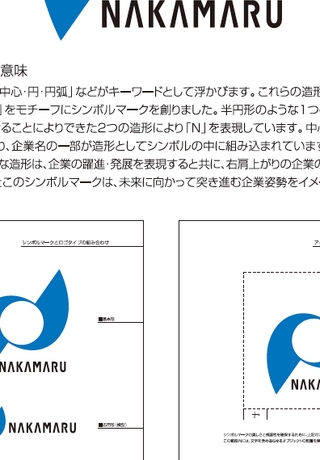 NAKAMARU
意味
中心・円・円弧」などがキーワードとして浮かびます。これらの造形
」をモチーフにシンボルマークを創りました。半円形のような1つ
ることによりできた2つの造形により「N」を表現しています。中
り、企業名の一部が造形としてシンボルの中に組み込まれています
な造形は、企業の躍進・発展を表現すると共に、右肩上がりの企業の
とこのシンボルマークは、未来に向かって突き進む企業姿勢をイメー
シンボルマークとロゴタイプの組み合わせ
ア
■基本形
NAKAMARU
NAKAM